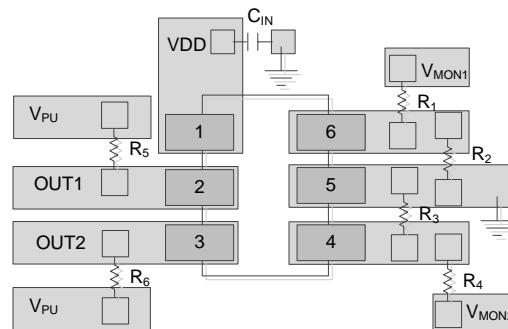 C_IN
VDD
V_MON1
V_PU
R_1
1
6
R_5
R_2
OUT1
2
5
R_3
OUT2
3
4
R_6
R_4
V_PU
V_MON